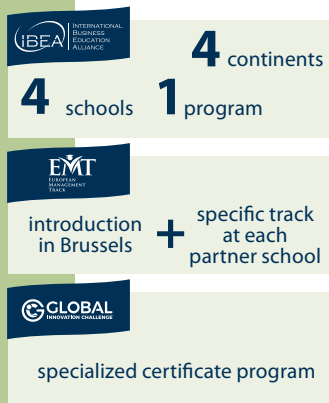 IBEA
INTERNATIONAL
BUSINESS
EDUCATION
ALLIANCE
4 continents
4 schools 1 program
EMT
EUROPEAN
MANAGEMENT
TRACK
introduction
in Brussels
+
specific track
at each
partner school
GLOBAL
INNOVATION CHALLENGE
specialized certificate program